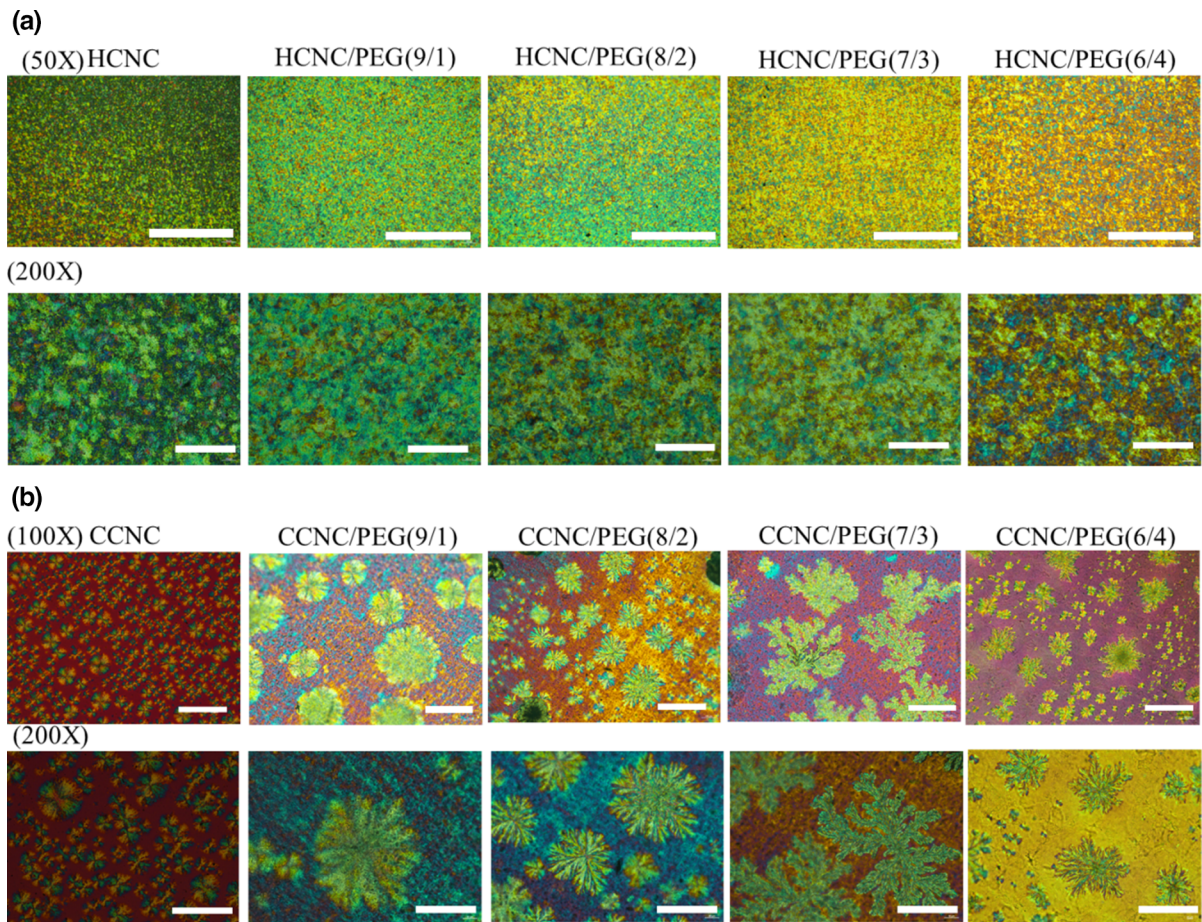 (a)
(50X) HCNC HCNC/PEG(9/1) HCNC/PEG(8/2) HCNC/PEG(7/3) HCNC/PEG(6/4)
(200X)
(b)
(100X) CCNC CCNC/PEG(9/1) CCNC/PEG(8/2) CCNC/PEG(7/3) CCNC/PEG(6/4)
(200X)